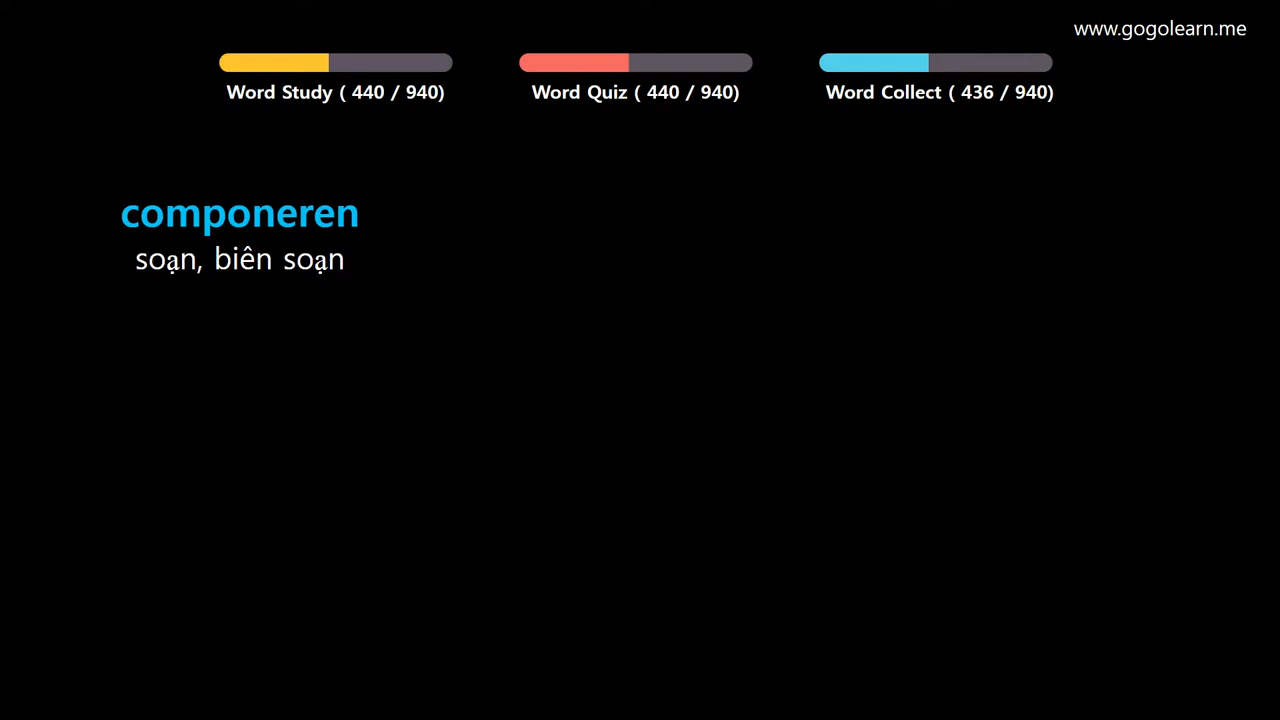 www.gogolearn.me
Word Study ( 440 / 940)
Word Quiz ( 440 / 940)
Word Collect ( 436 / 940)
componeren
soạn, biên soạn